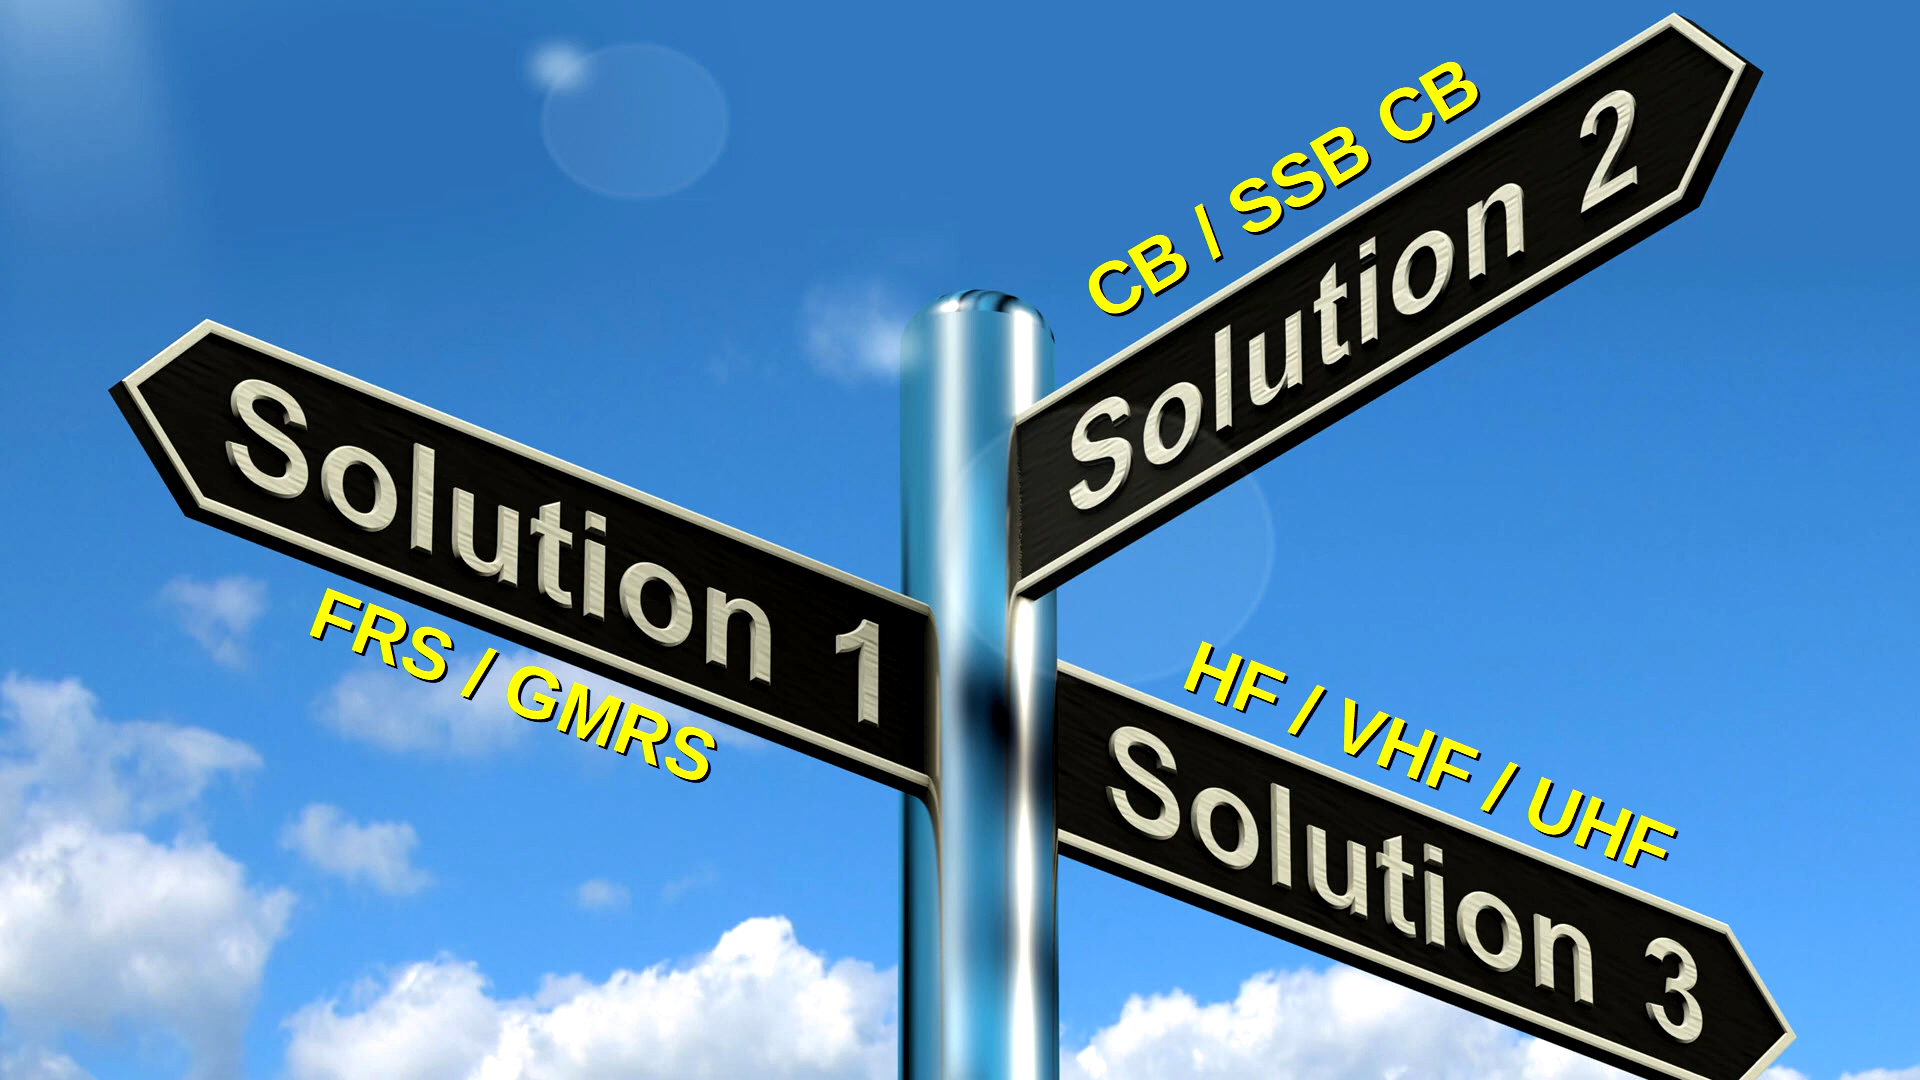 CB / SSB CB
Solution 2
Solution 1
FRS / GMRS
HF / VHF / UHF
Solution 3